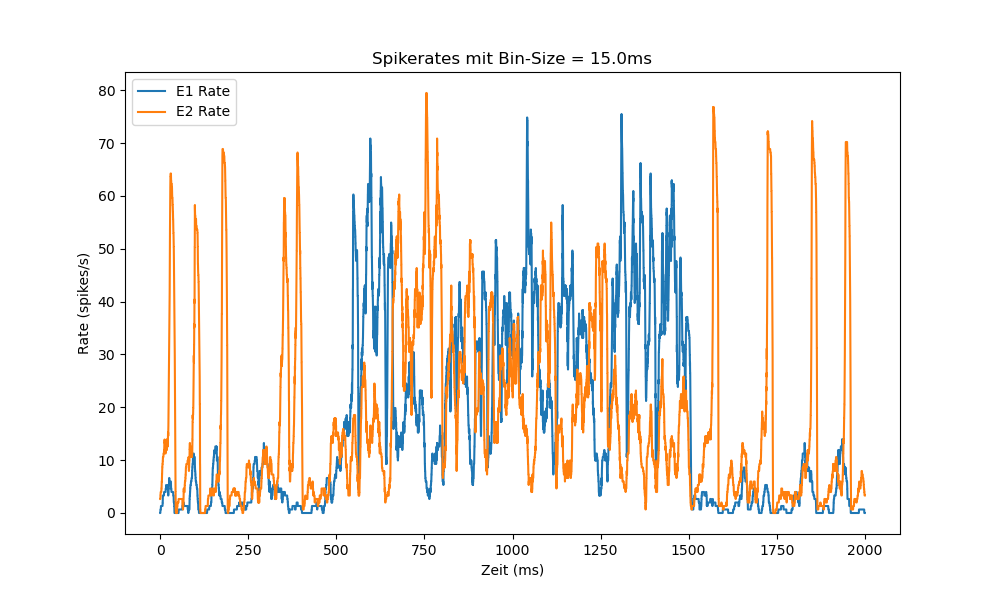 Spikerates mit Bin-Size = 15.0ms
E1 Rate
E2 Rate
Rate (spikes/s)
80
70
60
50
40
30
20
10
0
0 250 500 750 1000 1250 1500 1750 2000
Zeit (ms)